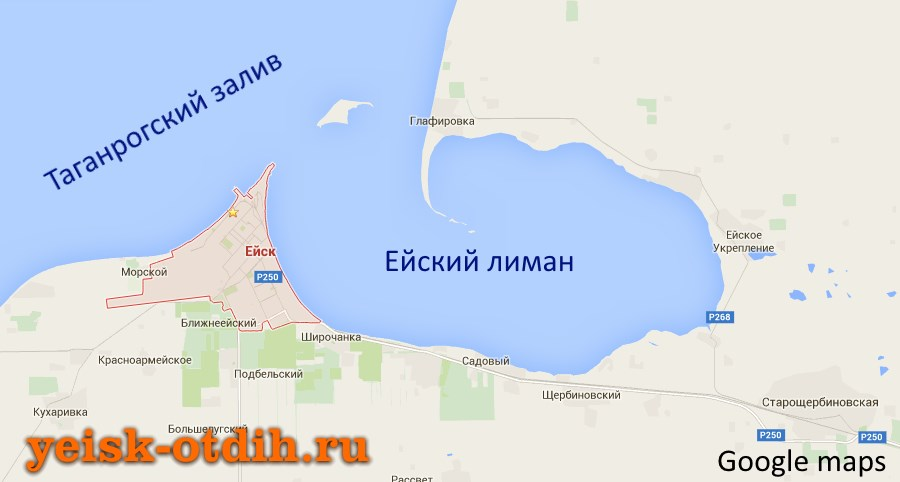 Таганрогский залив
Глафировка
Ейское
Укрепление
Ейск
Ейский лиман
Морской
P250
P268
Ближнеейский
Широчанка
Красноармейское
Садовый
Подбельский
Щербиновский
Старощербиновская
Кухаривка
Большелугский
P250
P250
yeisk-otdih.ru
Google maps
Рассвет